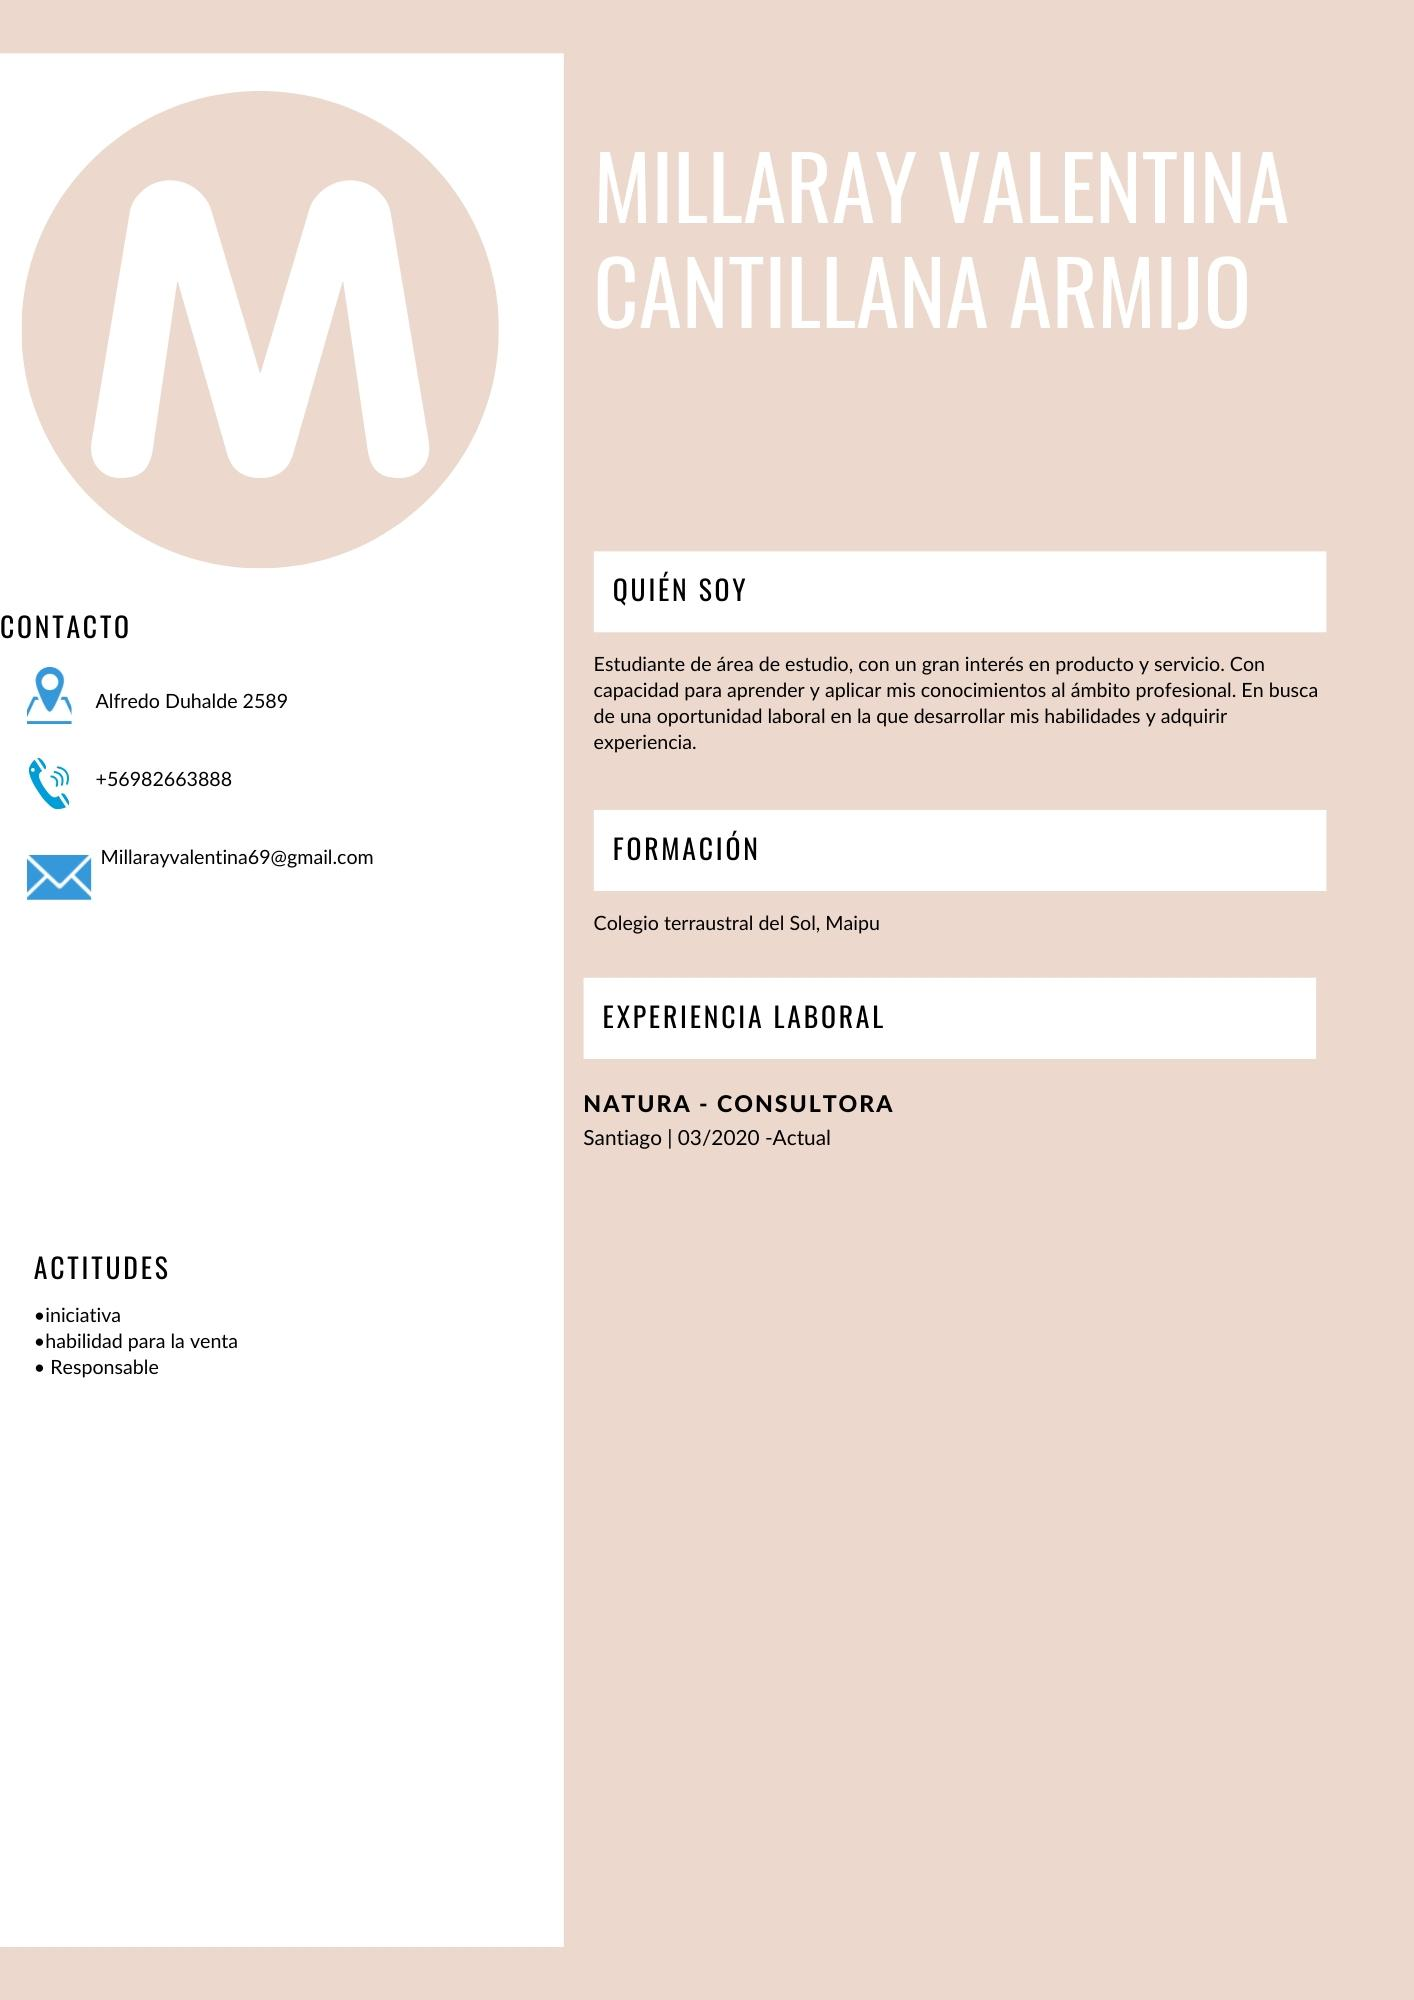 M
MILLARAY VALENTINA
CANTILLANA ARMIJO
CONTACTO
Alfredo Duhalde 2589
+56982663888
Millarayvalentina69@gmail.com
ACTITUDES
•iniciativa
•habilidad para la venta
• Responsable
QUIÉN SOY
Estudiante de área de estudio, con un gran interés en producto y servicio. Con
capacidad para aprender y aplicar mis conocimientos al ámbito profesional. En busca
de una oportunidad laboral en la que desarrollar mis habilidades y adquirir
experiencia.
FORMACIÓN
Colegio terraustral del Sol, Maipu
EXPERIENCIA LABORAL
NATURA - CONSULTORA
Santiago | 03/2020 -Actual